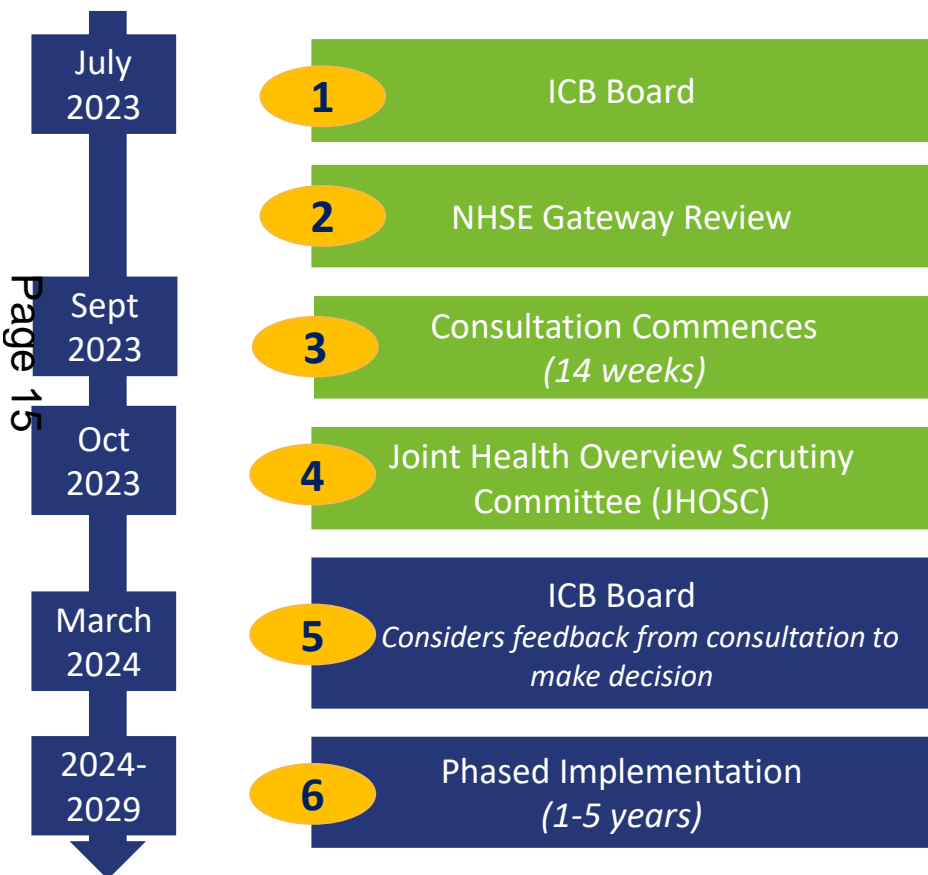 July
2023
1
ICB Board
2
NHSE Gateway Review
Page 15
Sept
2023
3
Consultation Commences
(14 weeks)
Oct
2023
4
Joint Health Overview Scrutiny
Committee (JHOSC)
March
2024
5
ICB Board
Considers feedback from consultation to
make decision
2024-
2029
6
Phased Implementation
(1-5 years)